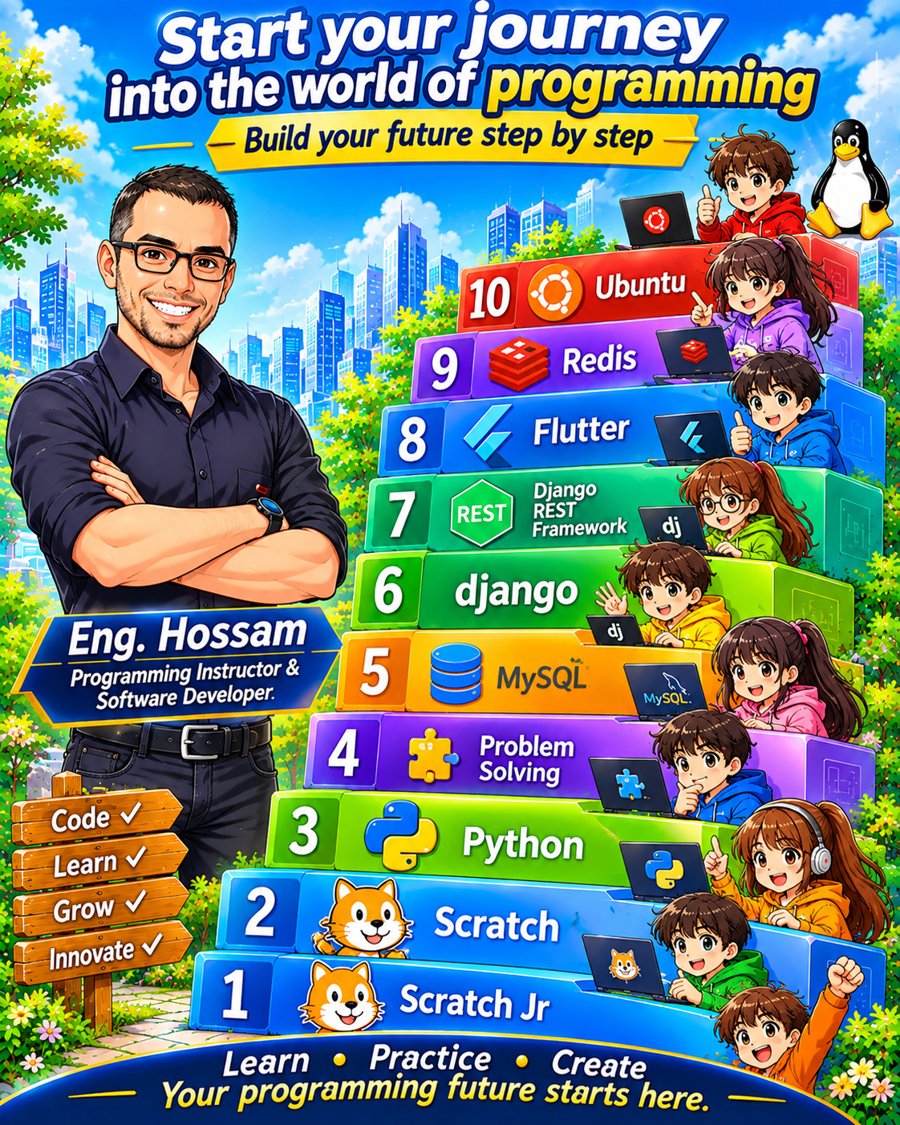 Start your journey
into the world of programming
Build your future step by step
10 Ubuntu
9 Redis
8 Flutter
7 REST Django
REST
Framework
dj
6 django
dj
5 MySQL
MySQL
4 Problem
Solving
3 Python
2 Scratch
1 Scratch Jr
Eng. Hossam
Programming Instructor &
Software Developer.
Code ✓
Learn ✓
Grow ✓
Innovate ✓
Learn • Practice • Create
Your programming future starts here.